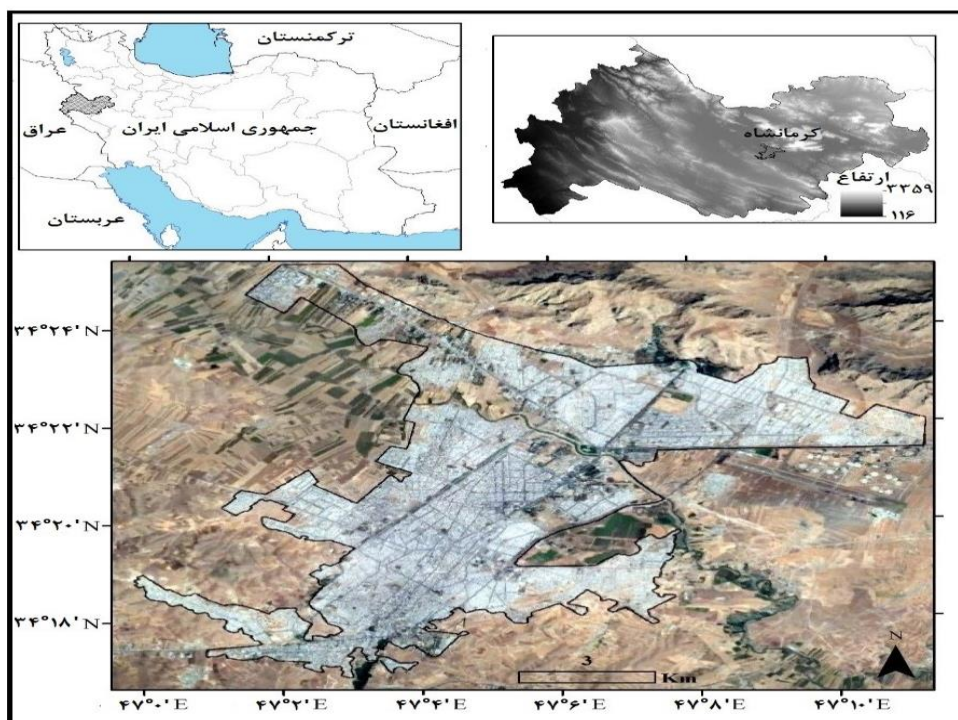 ترکمنستان
عراق
جمهوری اسلامی ایران
افغانستان
عربستان
کرمانشاه
ارتفاع
۳۳۵۹
۱۱۶
۳۴°۲۴' N
۳۴°۲۲' N
۳۴°۲۰' N
۳۴°۱۸' N
N
3
Km
۴۷°۰' E
۴۷°۲' E
۴۷°۴' E
۴۷°۶' E
۴۷°۸' E
۴۷°۱۰' E